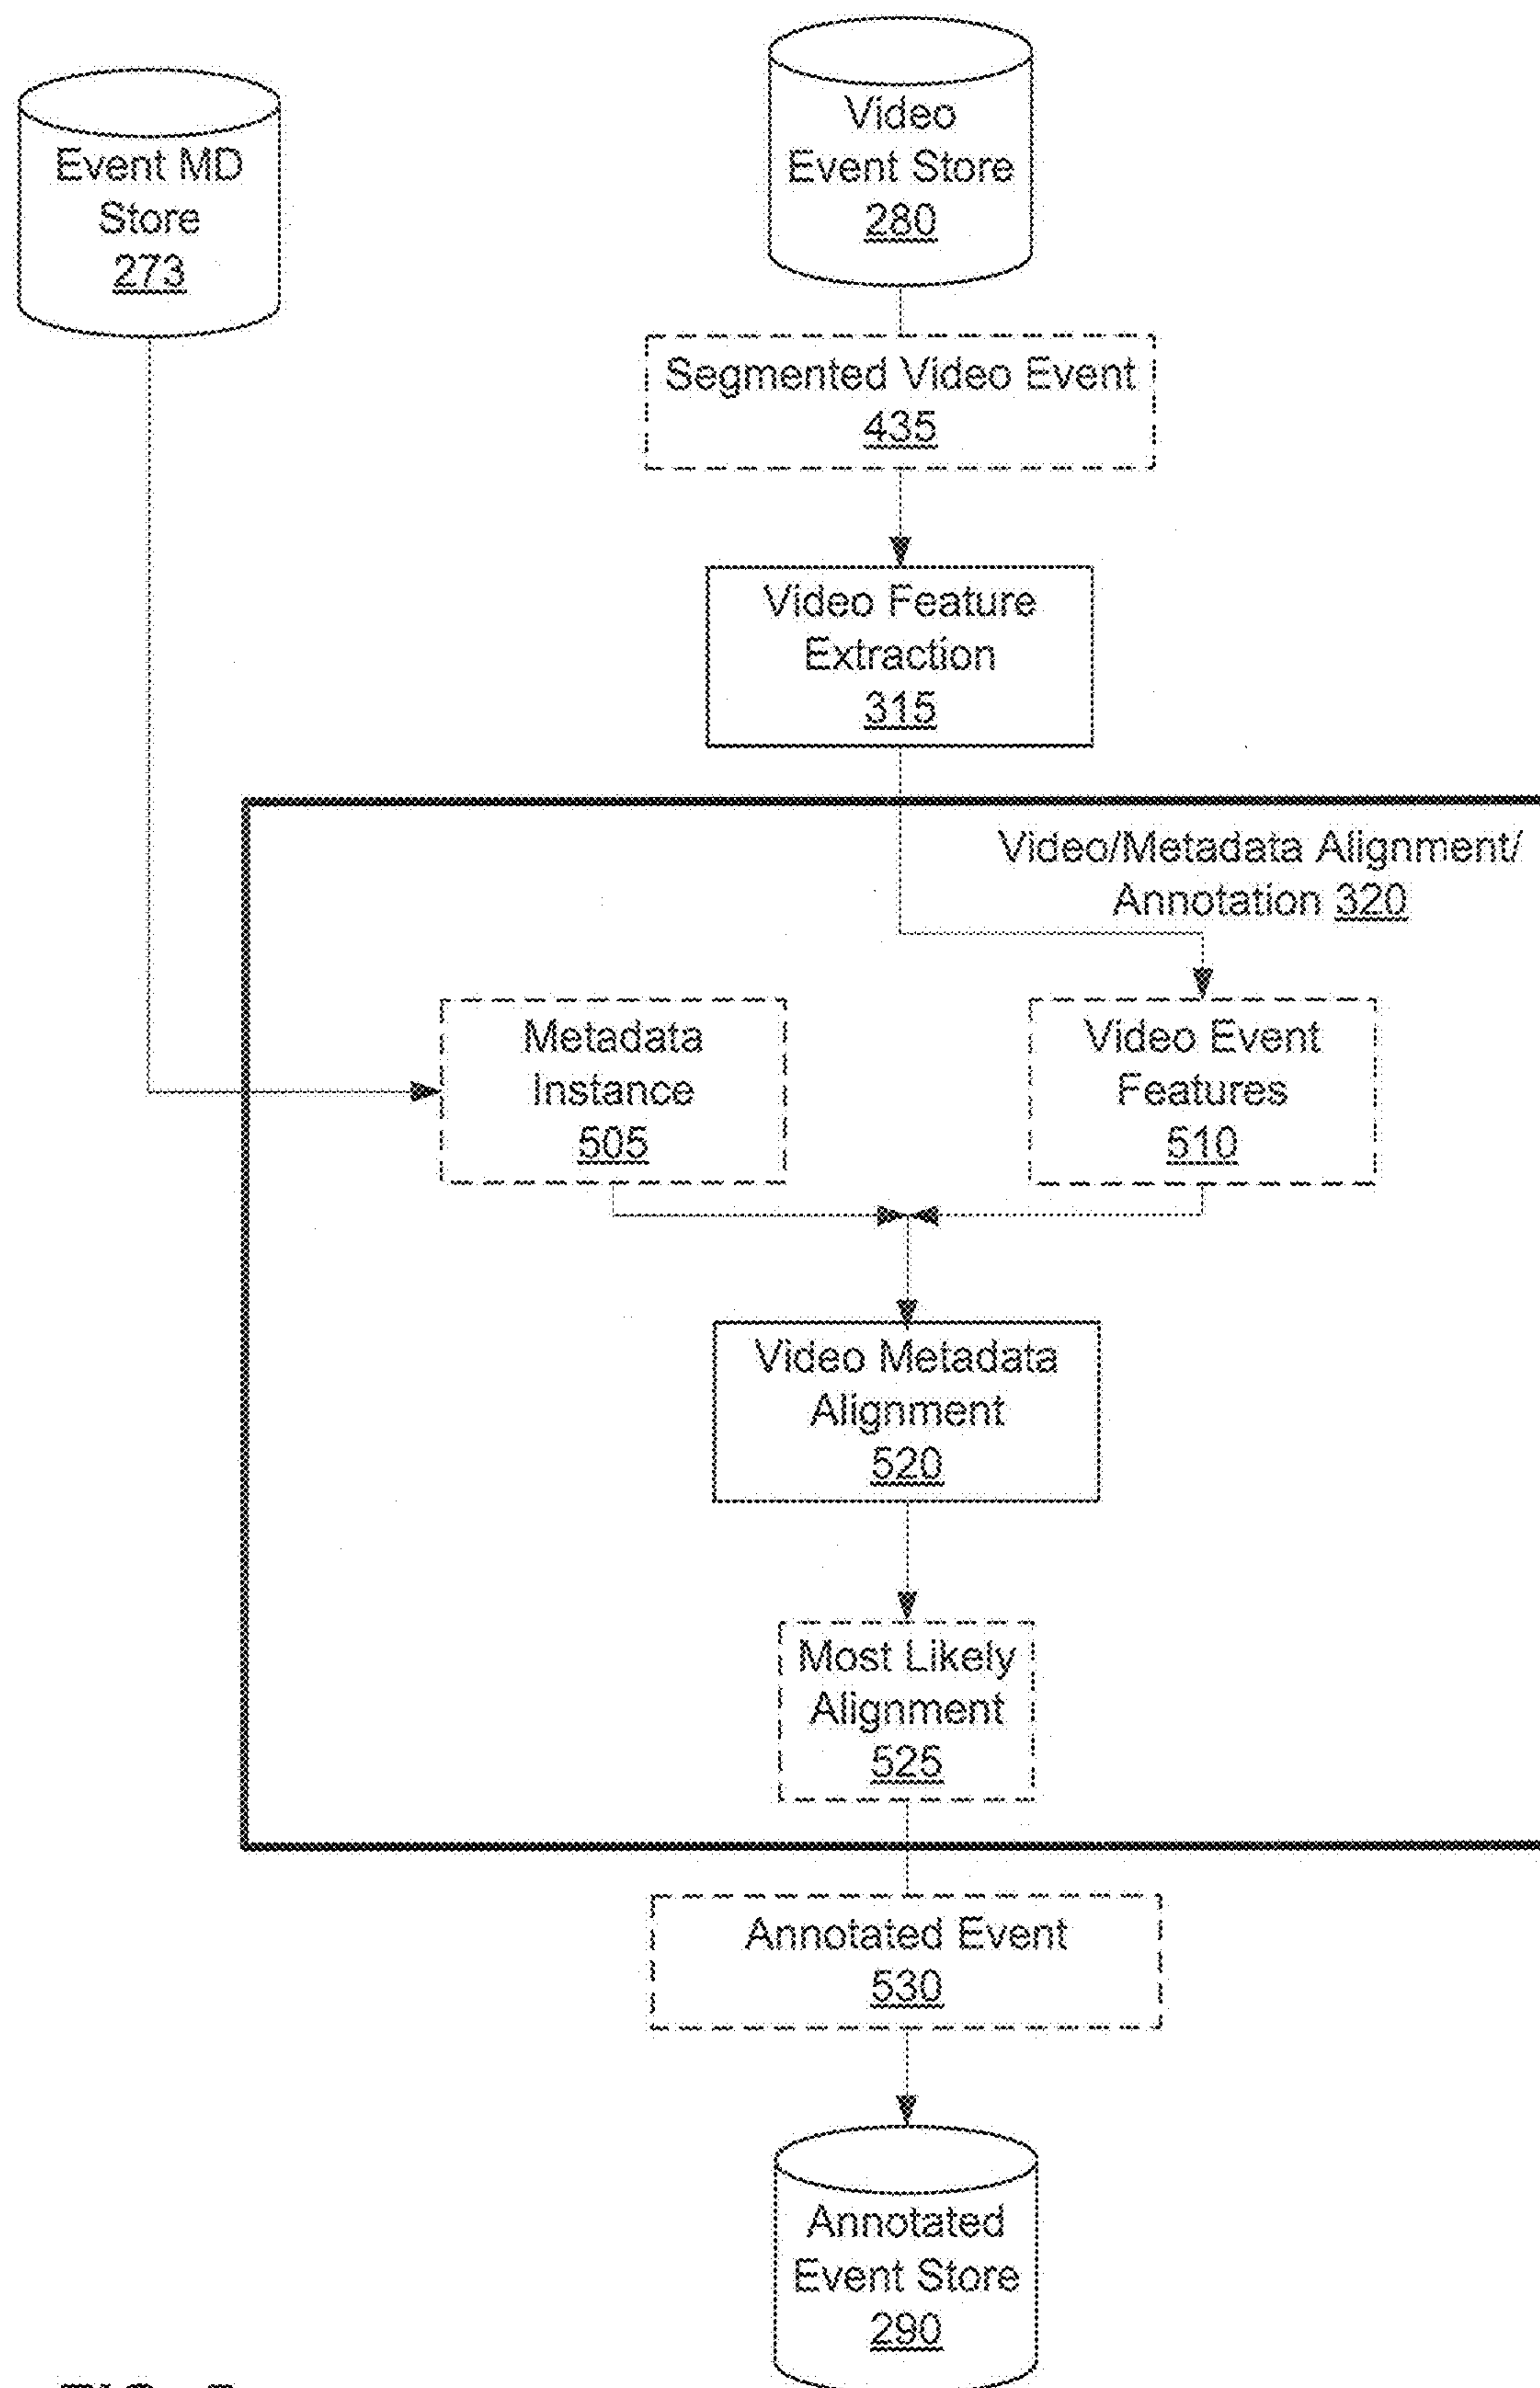 Video
Event Store
280
Event MD
Store
273
Segmented Video Event
435
Video Feature
Extraction
315
Video/Metadata Alignment/
Annotation 320
Metadata
Instance
505
Video Event
Features
510
Video Metadata
Alignment
520
Most Likely
Alignment
525
Annotated Event
530
Annotated
Event Store
290